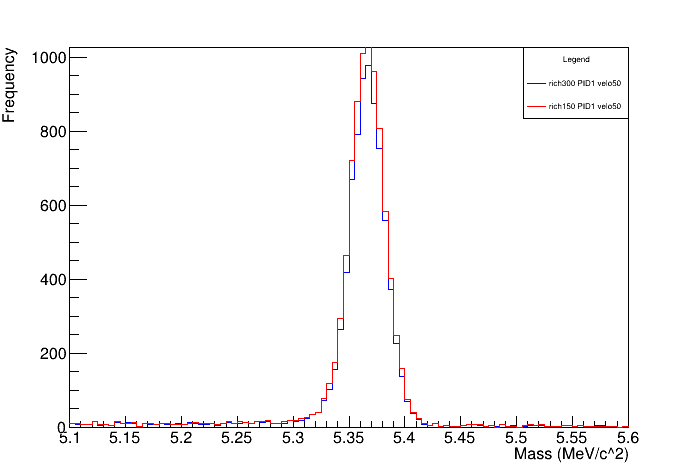 Frequency
1000
800
600
400
200
0
5.1 5.15 5.2 5.25 5.3 5.35 5.4 5.45 5.5 5.55 5.6
Mass (MeV/c^2)
Legend
rich300 PID1 velo50
rich150 PID1 velo50